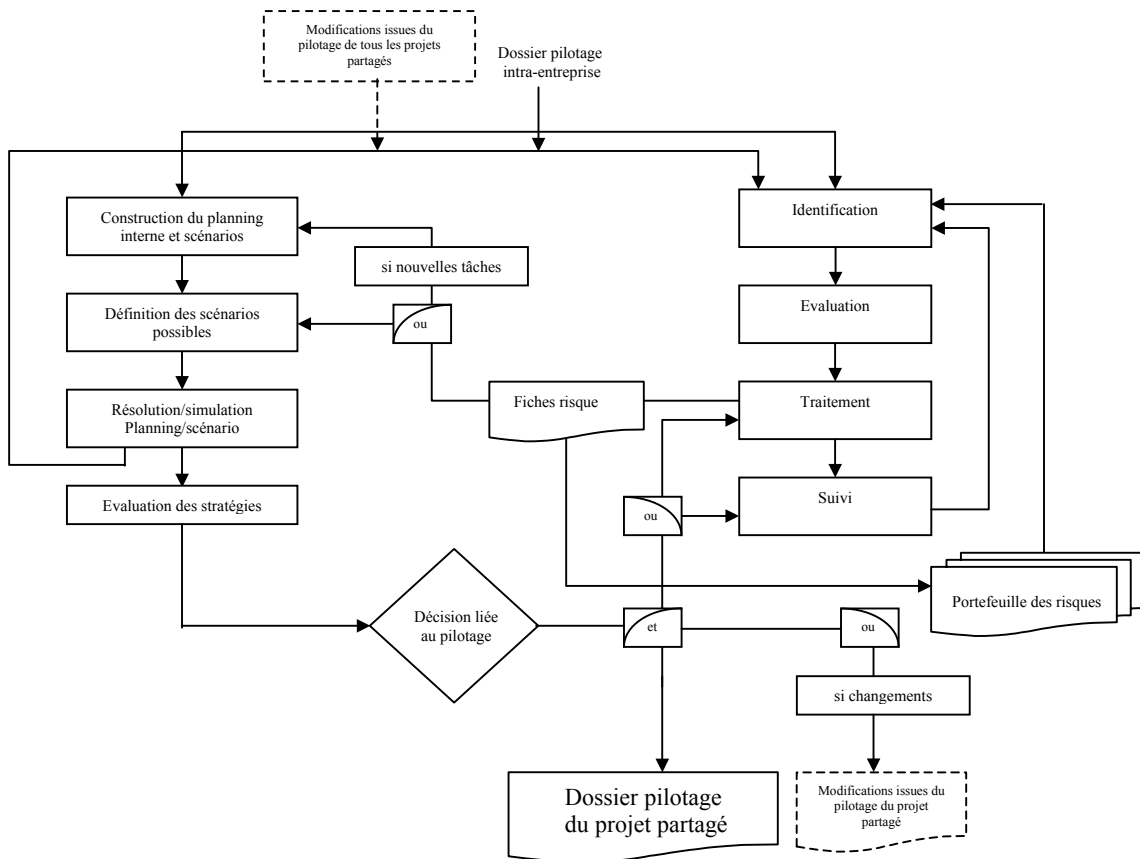 Modifications issues du
pilotage de tous les projets
partagés
Dossier pilotage
intra-entreprise
Construction du planning
interne et scénarios
Identification
si nouvelles tâches
Définition des scénarios
possibles
ou
Evaluation
Résolution/simulation
Planning/scénario
Fiches risque
Traitement
Evaluation des stratégies
ou
Suivi
Décision liée
au pilotage
et
ou
Portefeuille des risques
si changements
Dossier pilotage
du projet partagé
Modifications issues du
pilotage du projet
partagé